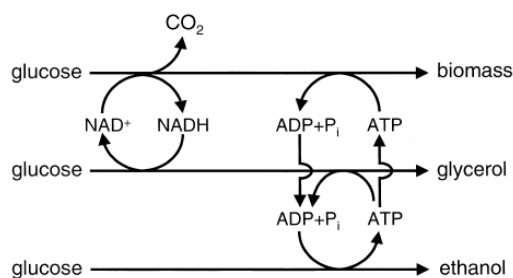 CO₂
glucose biomass
NAD⁺ NADH ADP+Pᵢ ATP
glucose glycerol
ADP+Pᵢ ATP
glucose ethanol